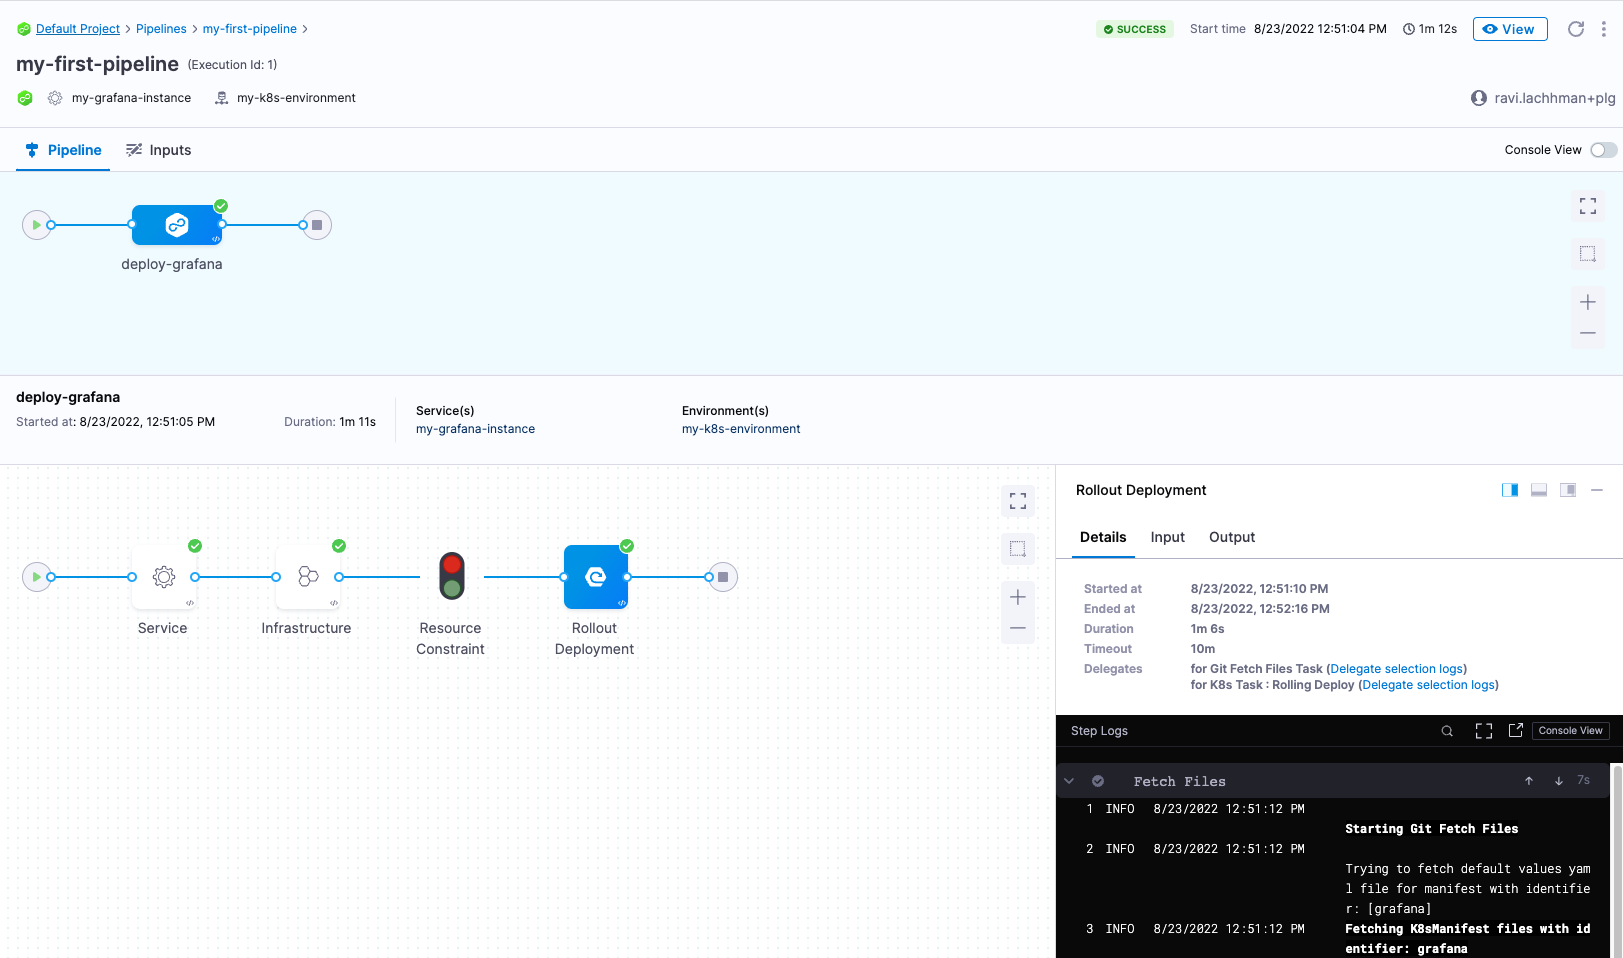 Default Project > Pipelines > my-first-pipeline >
SUCCESS Start time 8/23/2022 12:51:04 PM 1m 12s View
my-first-pipeline (Execution Id: 1)
my-grafana-instance my-k8s-environment
ravi.lachhman+plg
Pipeline Inputs
Console View
deploy-grafana
deploy-grafana
Started at: 8/23/2022, 12:51:05 PM Duration: 1m 11s
Service(s)
my-grafana-instance
Environment(s)
my-k8s-environment
Service
Infrastructure
Resource
Constraint
Rollout
Deployment
Rollout Deployment
Details Input Output
Started at 8/23/2022, 12:51:10 PM
Ended at 8/23/2022, 12:52:16 PM
Duration 1m 6s
Timeout 10m
Delegates for Git Fetch Files Task (Delegate selection logs)
for K8s Task : Rolling Deploy (Delegate selection logs)
Step Logs Console View
Fetch Files 7s
1 INFO 8/23/2022 12:51:12 PM
Starting Git Fetch Files
2 INFO 8/23/2022 12:51:12 PM
Trying to fetch default values yam
l file for manifest with identifie
r: [grafana]
3 INFO 8/23/2022 12:51:12 PM Fetching K8sManifest files with id
entifier: grafana